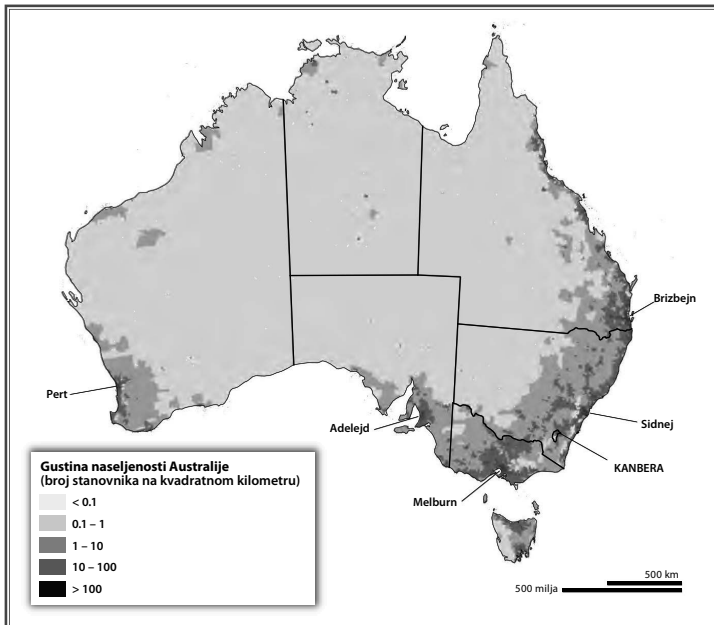 Brizbejn
Pert
Adelejd
Sidnej
KANBERA
Melburn
Gustina naseljenosti Australije
(broj stanovnika na kvadratnom kilometru)
< 0.1
0.1 – 1
1 – 10
10 – 100
> 100
500 km
500 milja